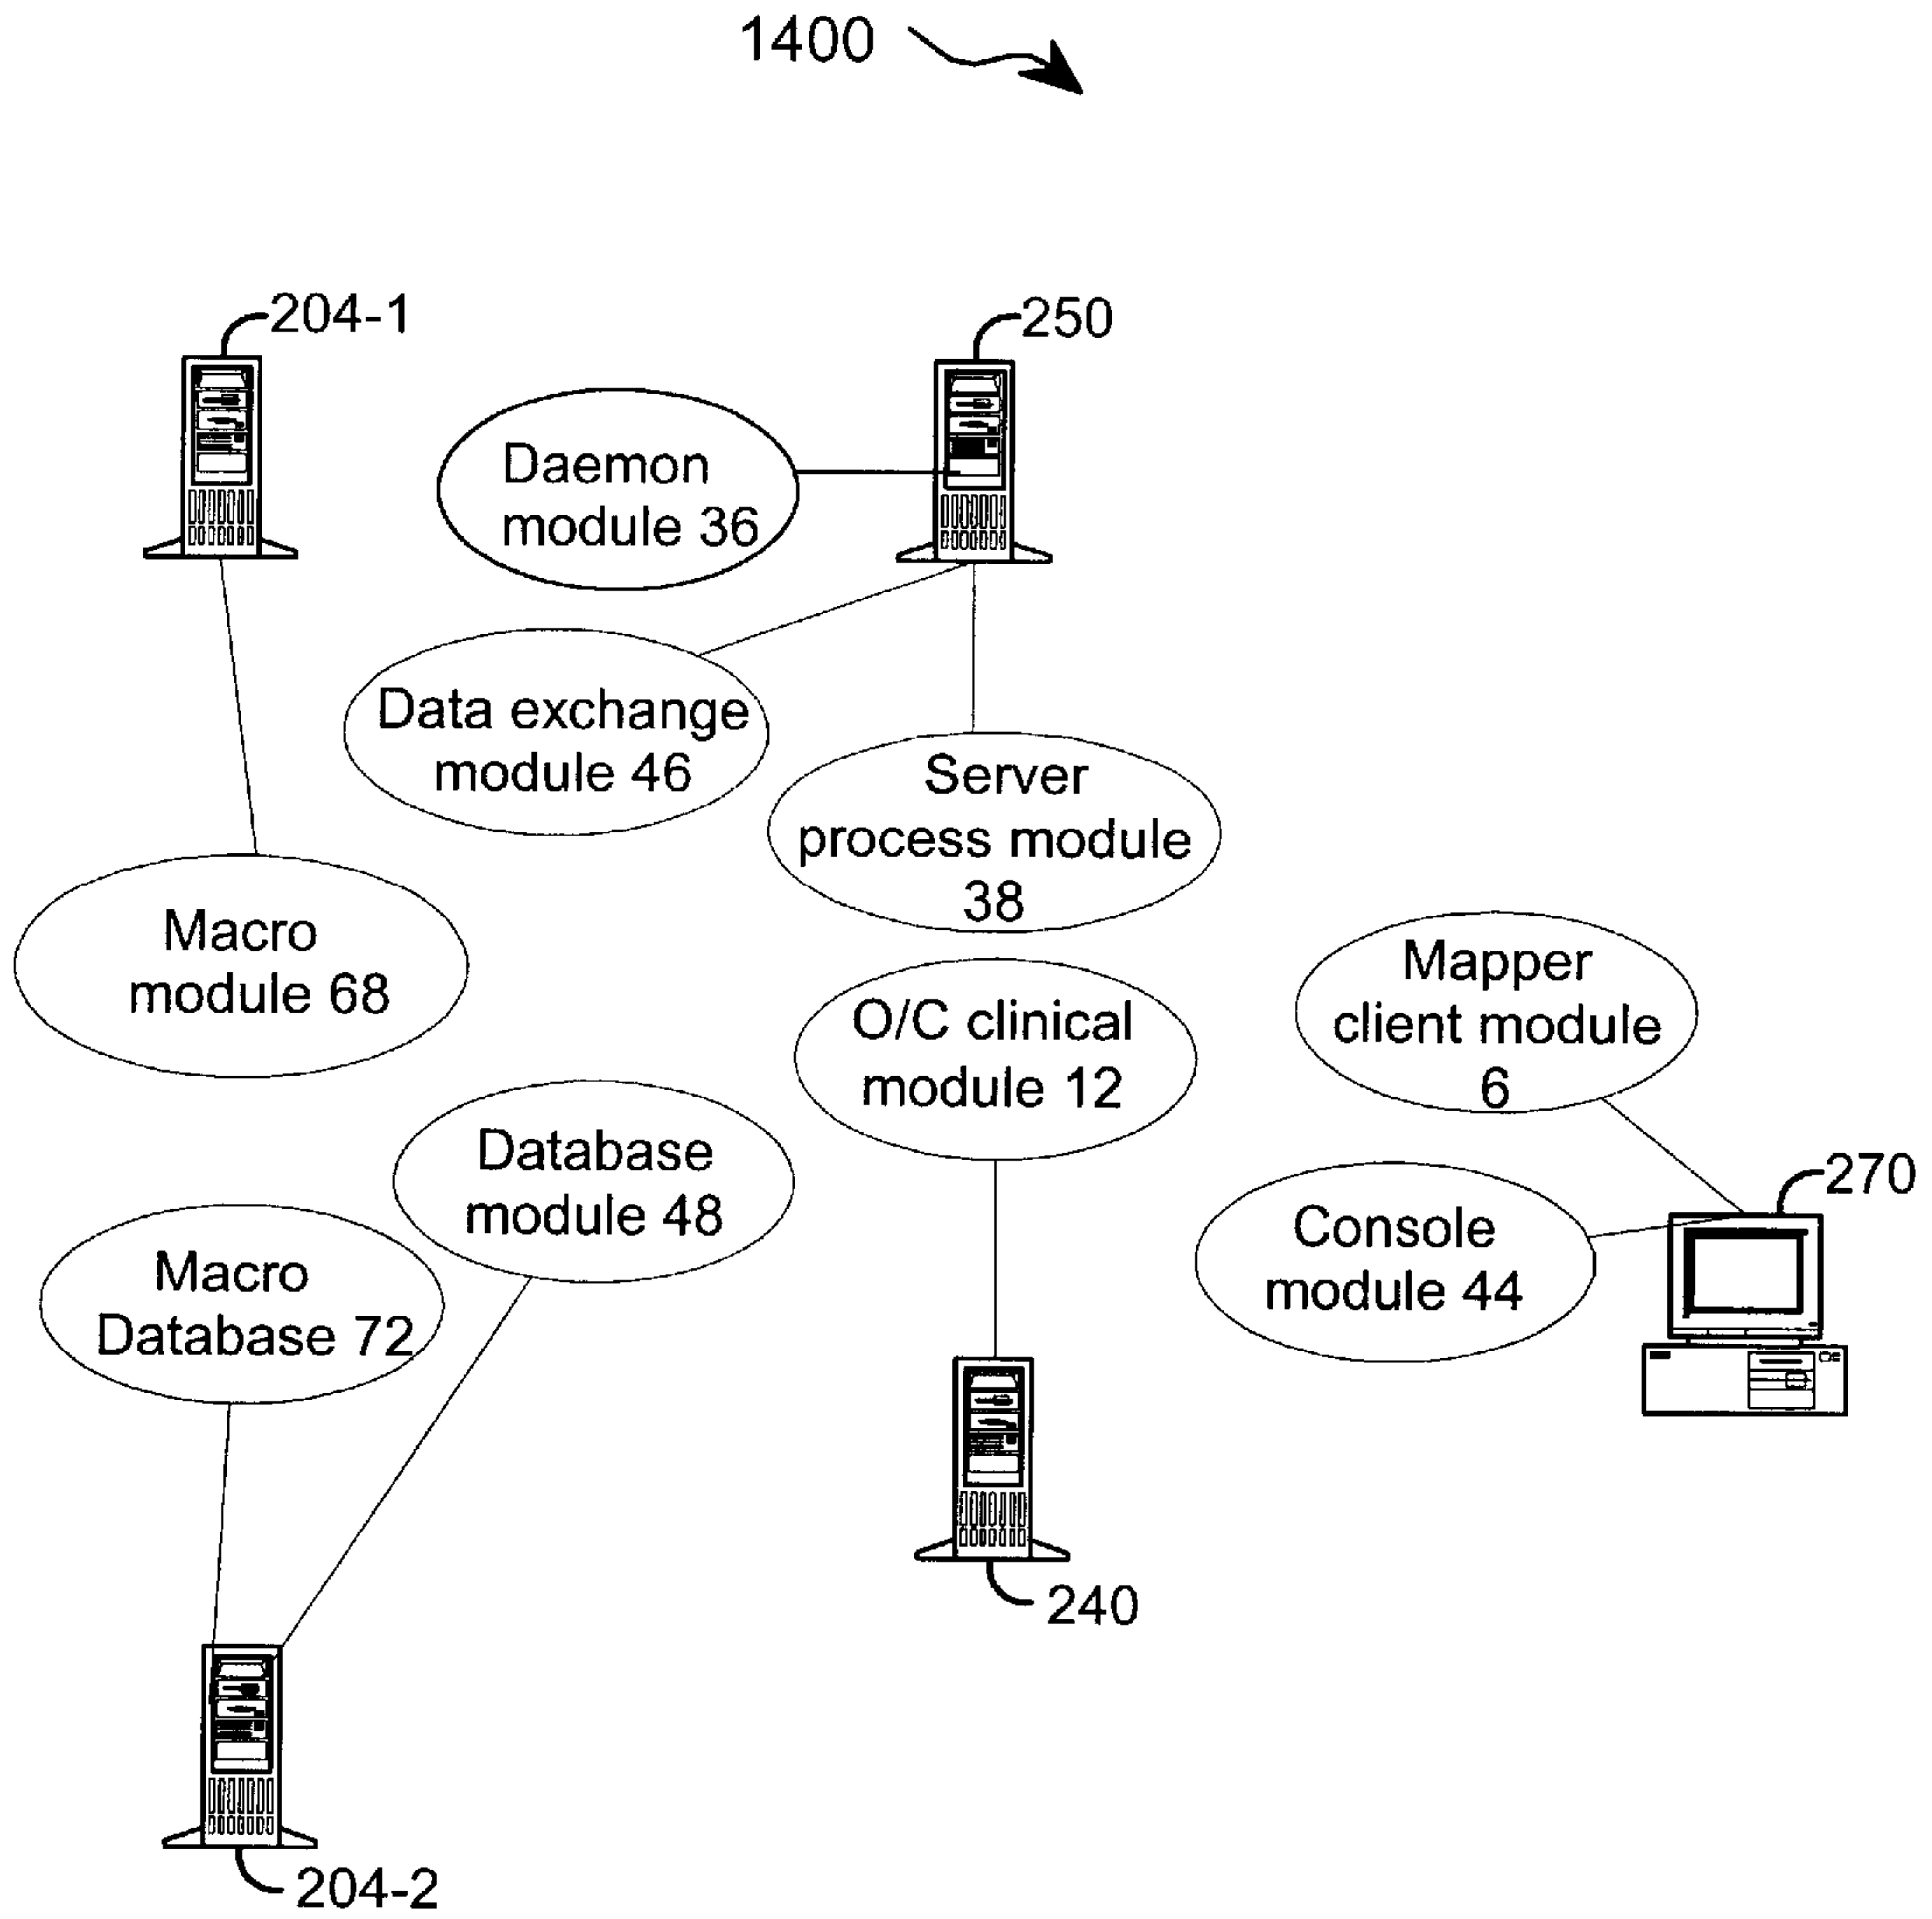 1400
204-1
250
Daemon
module 36
Data exchange
module 46
Server
process module
38
Macro
module 68
O/C clinical
module 12
Mapper
client module
6
Database
module 48
270
Console
module 44
Macro
Database 72
240
204-2